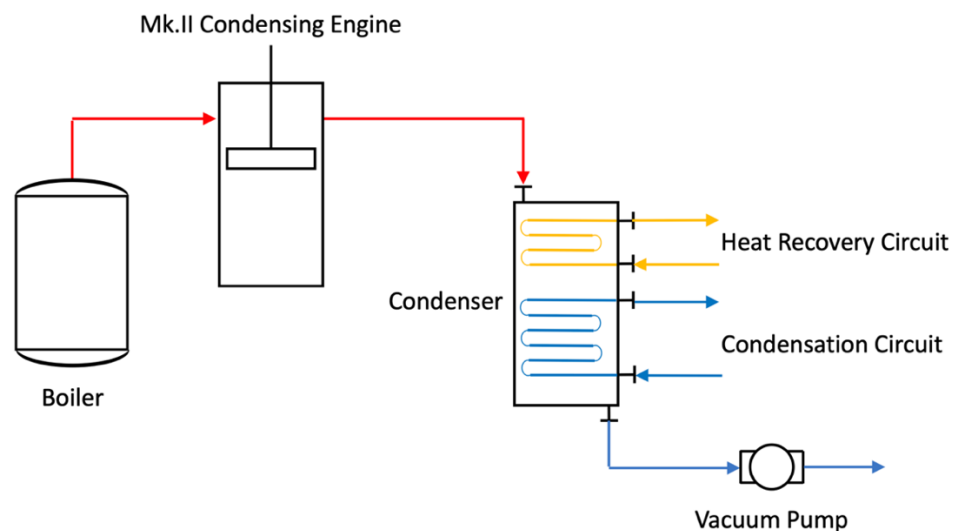 Mk.II Condensing Engine
Heat Recovery Circuit
Condenser
Condensation Circuit
Boiler
Vacuum Pump